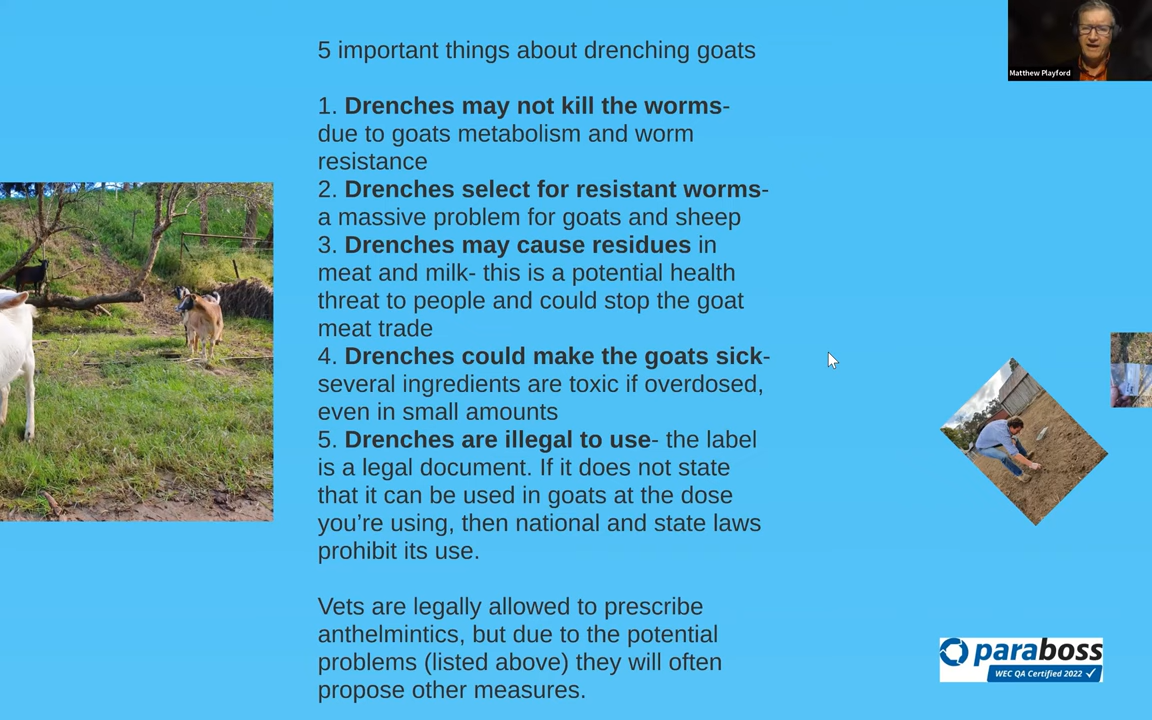 Matthew Playford
5 important things about drenching goats
1. Drenches may not kill the worms-
due to goats metabolism and worm
resistance
2. Drenches select for resistant worms-
a massive problem for goats and sheep
3. Drenches may cause residues in
meat and milk- this is a potential health
threat to people and could stop the goat
meat trade
4. Drenches could make the goats sick-
several ingredients are toxic if overdosed,
even in small amounts
5. Drenches are illegal to use- the label
is a legal document. If it does not state
that it can be used in goats at the dose
you’re using, then national and state laws
prohibit its use.
Vets are legally allowed to prescribe
anthelmintics, but due to the potential
problems (listed above) they will often
propose other measures.
paraboss
WEC QA Certified 2022